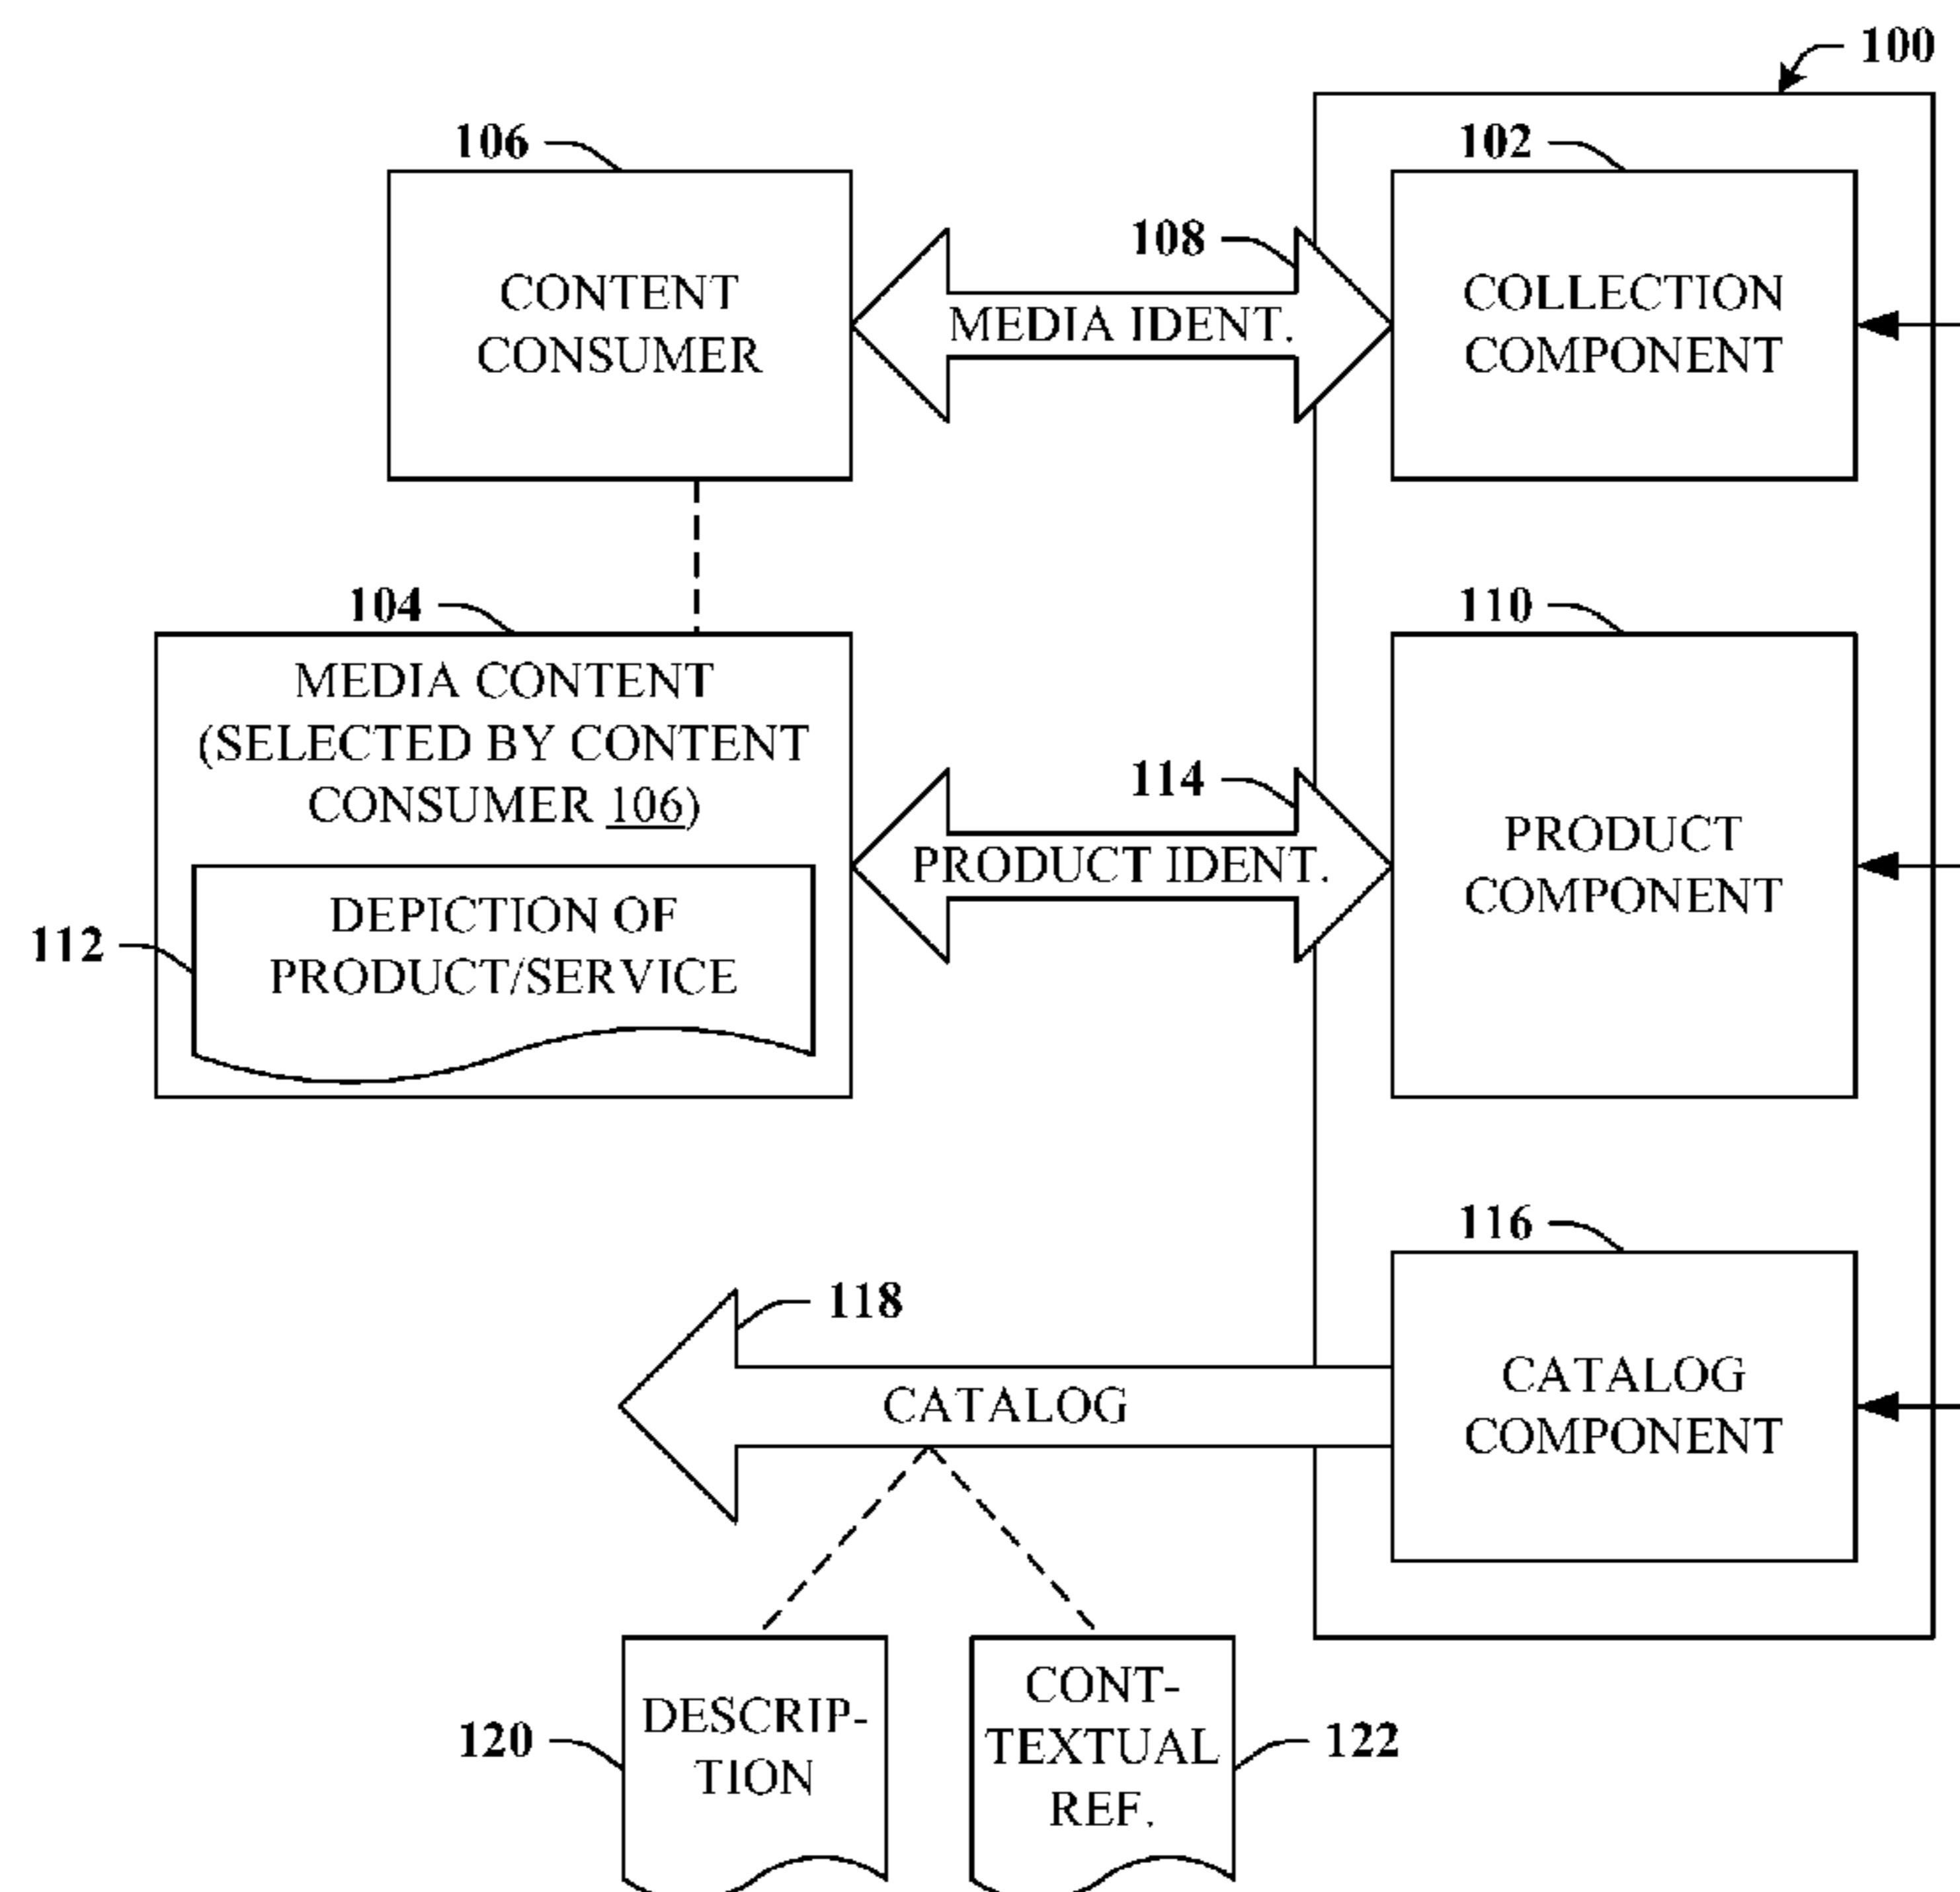 100
106
102
CONTENT
CONSUMER
108
MEDIA IDENT.
COLLECTION
COMPONENT
104
110
MEDIA CONTENT
(SELECTED BY CONTENT
CONSUMER 106)
114
PRODUCT IDENT.
PRODUCT
COMPONENT
112
DEPICTION OF
PRODUCT/SERVICE
116
118
CATALOG
CATALOG
COMPONENT
120
DESCRIP-
TION
CONT-
TEXTUAL
REF.
122